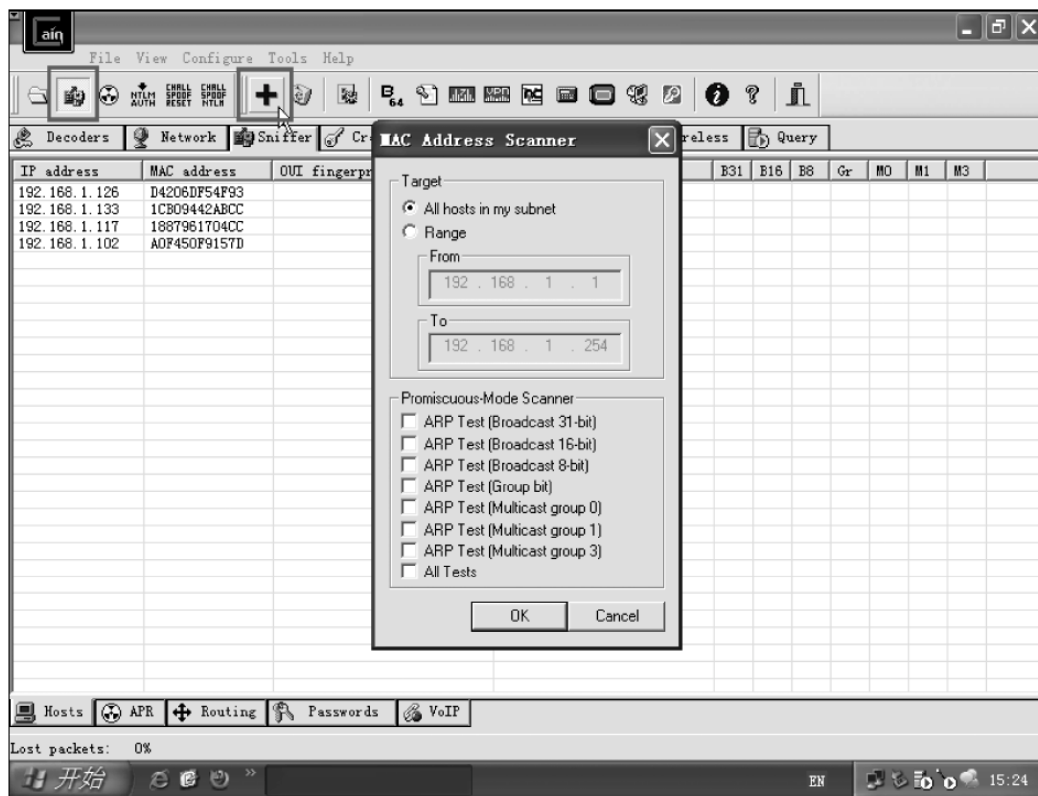 Caín
File View Configure Tools Help
NTLM AUTH CHALL SPOOF RESET CHALL SPOOF NTLM B 64
Decoders Network Sniffer Cr reless Query
IP address MAC address OUI fingerpr B31 B16 B8 Gr M0 M1 M3
192.168.1.126 D4206DF54F93
192.168.1.133 1CB09442ABCC
192.168.1.117 1887961704CC
192.168.1.102 A0F450F9157D
MAC Address Scanner
Target
All hosts in my subnet
Range
From
192 . 168 . 1 . 1
To
192 . 168 . 1 . 254
Promiscuous-Mode Scanner
ARP Test (Broadcast 31-bit)
ARP Test (Broadcast 16-bit)
ARP Test (Broadcast 8-bit)
ARP Test (Group bit)
ARP Test (Multicast group 0)
ARP Test (Multicast group 1)
ARP Test (Multicast group 3)
All Tests
OK Cancel
Hosts APR Routing Passwords VoIP
Lost packets: 0%
开始 EN 15:24